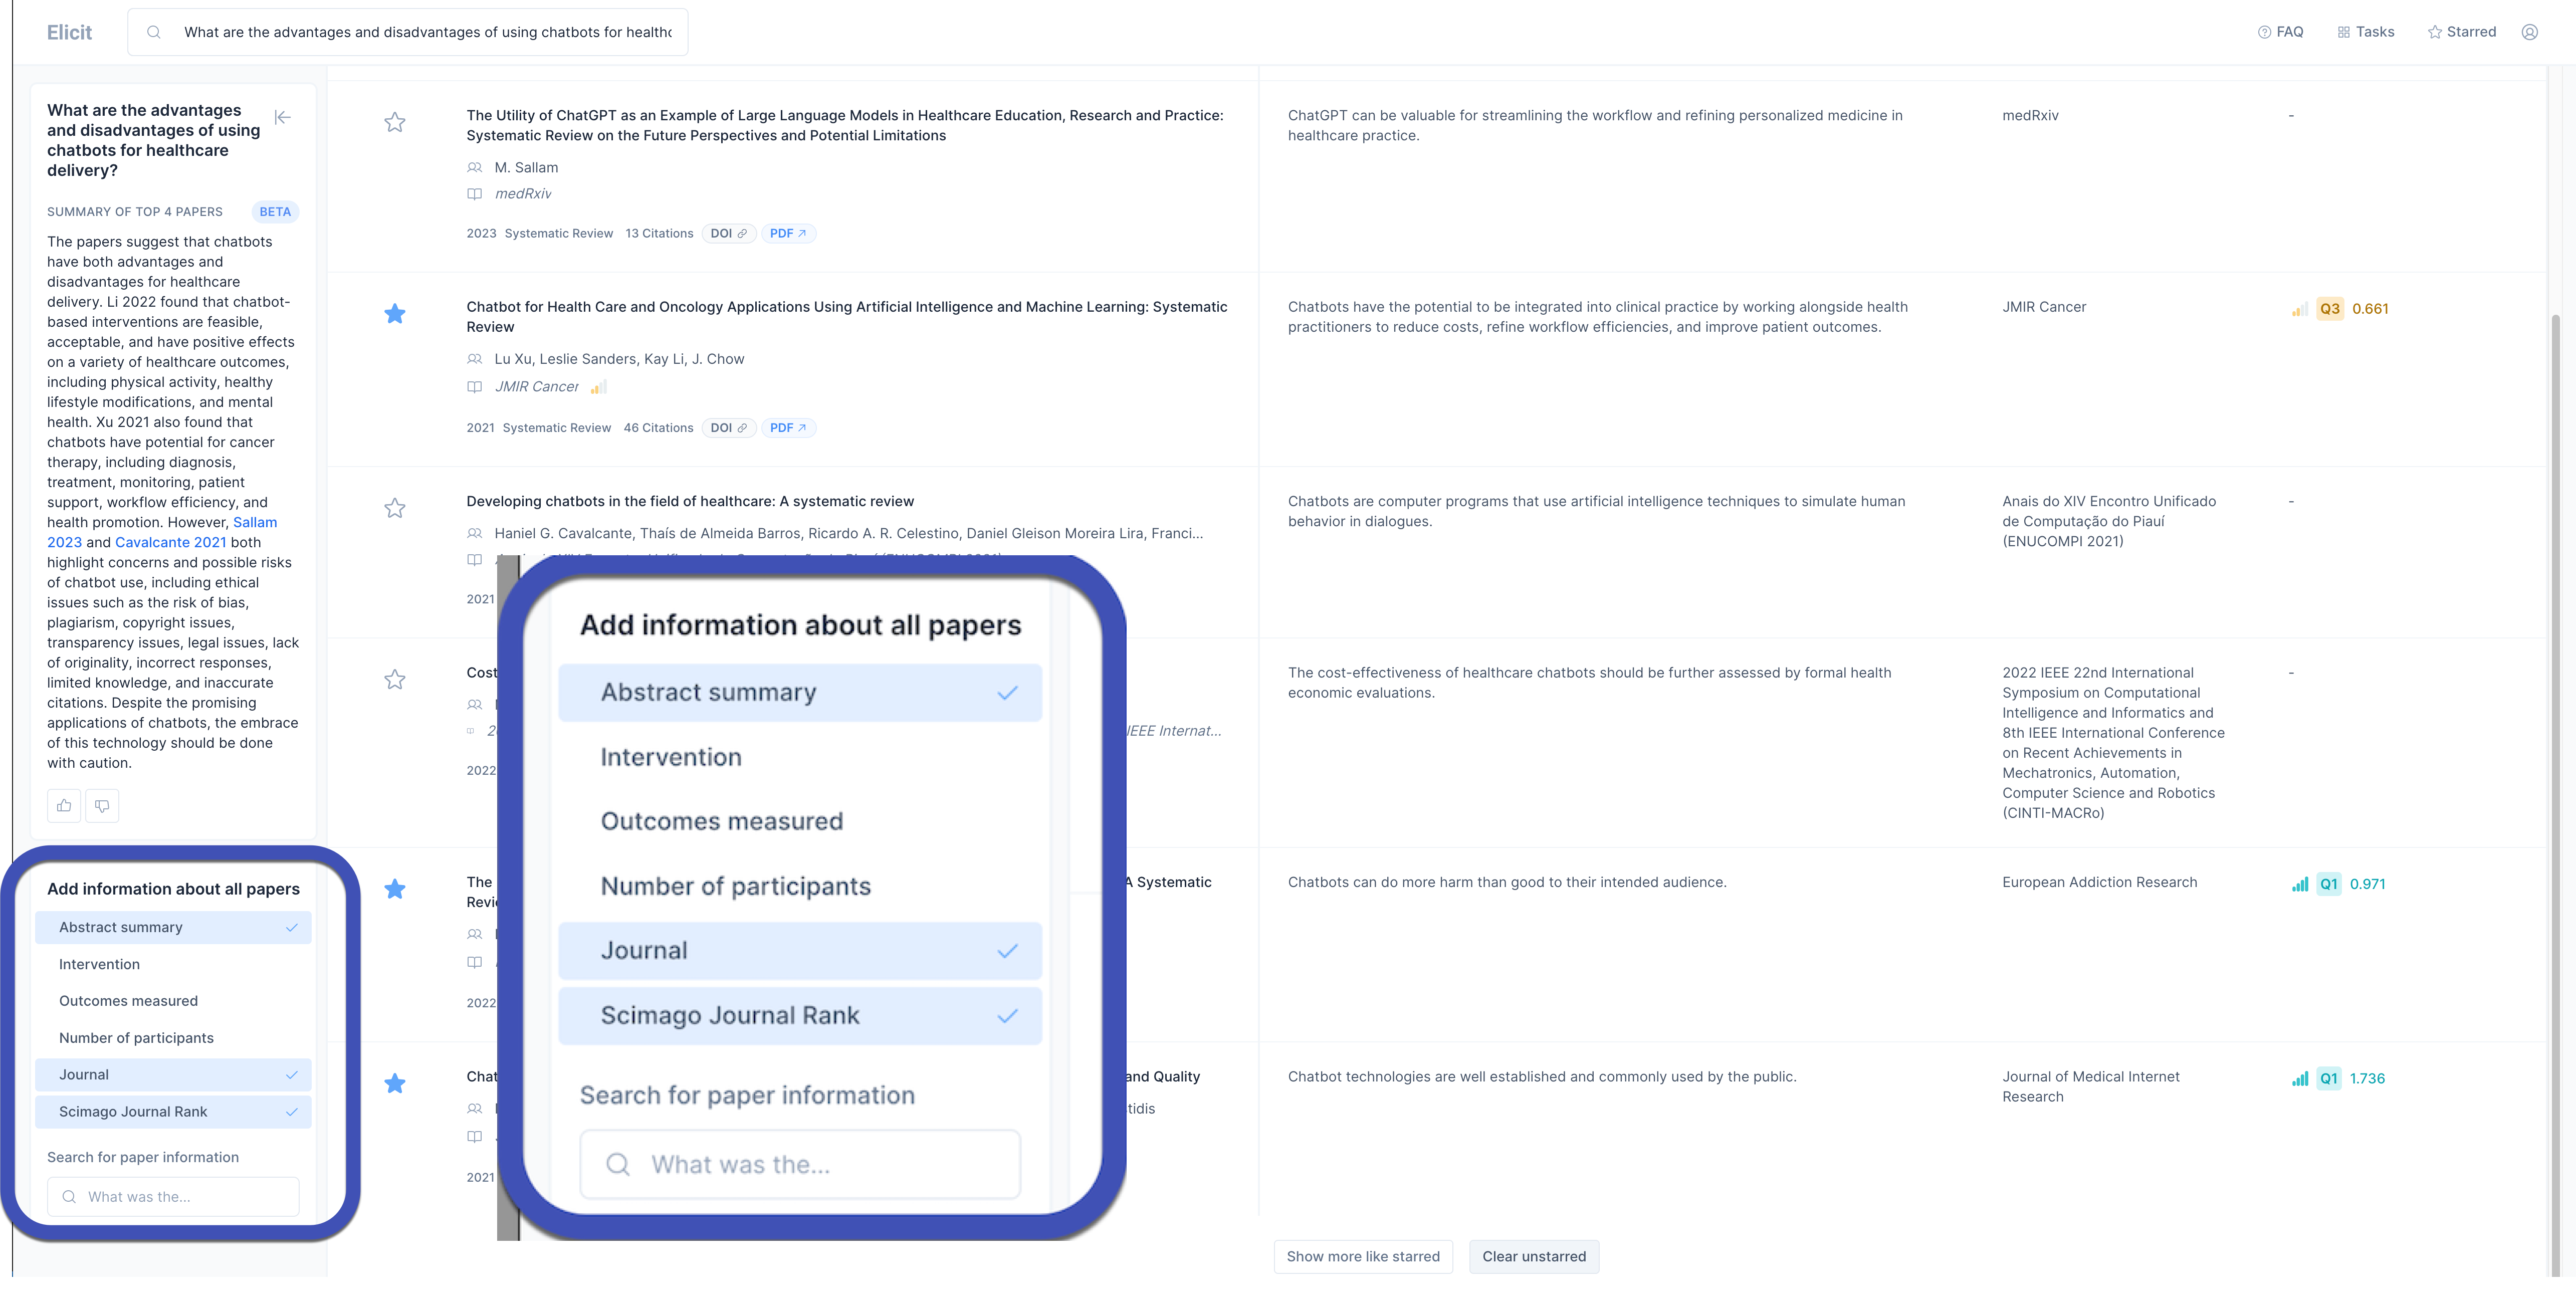 Elicit
What are the advantages and disadvantages of using chatbots for healthc
FAQ
Tasks
Starred
What are the advantages
and disadvantages of using
chatbots for healthcare
delivery?
SUMMARY OF TOP 4 PAPERS
BETA
The papers suggest that chatbots
have both advantages and
disadvantages for healthcare
delivery. Li 2022 found that chatbot-
based interventions are feasible,
acceptable, and have positive effects
on a variety of healthcare outcomes,
including physical activity, healthy
lifestyle modifications, and mental
health. Xu 2021 also found that
chatbots have potential for cancer
therapy, including diagnosis,
treatment, monitoring, patient
support, workflow efficiency, and
health promotion. However, Sallam
2023 and Cavalcante 2021 both
highlight concerns and possible risks
of chatbot use, including ethical
issues such as the risk of bias,
plagiarism, copyright issues,
transparency issues, legal issues, lack
of originality, incorrect responses,
limited knowledge, and inaccurate
citations. Despite the promising
applications of chatbots, the embrace
of this technology should be done
with caution.
Add information about all papers
Abstract summary
Intervention
Outcomes measured
Number of participants
Journal
Scimago Journal Rank
Search for paper information
What was the...
The Utility of ChatGPT as an Example of Large Language Models in Healthcare Education, Research and Practice:
Systematic Review on the Future Perspectives and Potential Limitations
M. Sallam
medRxiv
2023 Systematic Review 13 Citations DOI PDF
ChatGPT can be valuable for streamlining the workflow and refining personalized medicine in
healthcare practice.
medRxiv
-
Chatbot for Health Care and Oncology Applications Using Artificial Intelligence and Machine Learning: Systematic
Review
Lu Xu, Leslie Sanders, Kay Li, J. Chow
JMIR Cancer
2021 Systematic Review 46 Citations DOI PDF
Chatbots have the potential to be integrated into clinical practice by working alongside health
practitioners to reduce costs, refine workflow efficiencies, and improve patient outcomes.
JMIR Cancer
Q3 0.661
Developing chatbots in the field of healthcare: A systematic review
Haniel G. Cavalcante, Thaís de Almeida Barros, Ricardo A. R. Celestino, Daniel Gleison Moreira Lira, Franci...
2021
Chatbots are computer programs that use artificial intelligence techniques to simulate human
behavior in dialogues.
Anais do XIV Encontro Unificado
de Computação do Piauí
(ENUCOMPI 2021)
-
Cost
IEEE Internat...
2022
The cost-effectiveness of healthcare chatbots should be further assessed by formal health
economic evaluations.
2022 IEEE 22nd International
Symposium on Computational
Intelligence and Informatics and
8th IEEE International Conference
on Recent Achievements in
Mechatronics, Automation,
Computer Science and Robotics
(CINTI-MACRo)
-
The
A Systematic
Revi
2022
Chatbots can do more harm than good to their intended audience.
European Addiction Research
Q1 0.971
Chat
and Quality
tidis
2021
Chatbot technologies are well established and commonly used by the public.
Journal of Medical Internet
Research
Q1 1.736
Add information about all papers
Abstract summary
Intervention
Outcomes measured
Number of participants
Journal
Scimago Journal Rank
Search for paper information
What was the...
Show more like starred
Clear unstarred